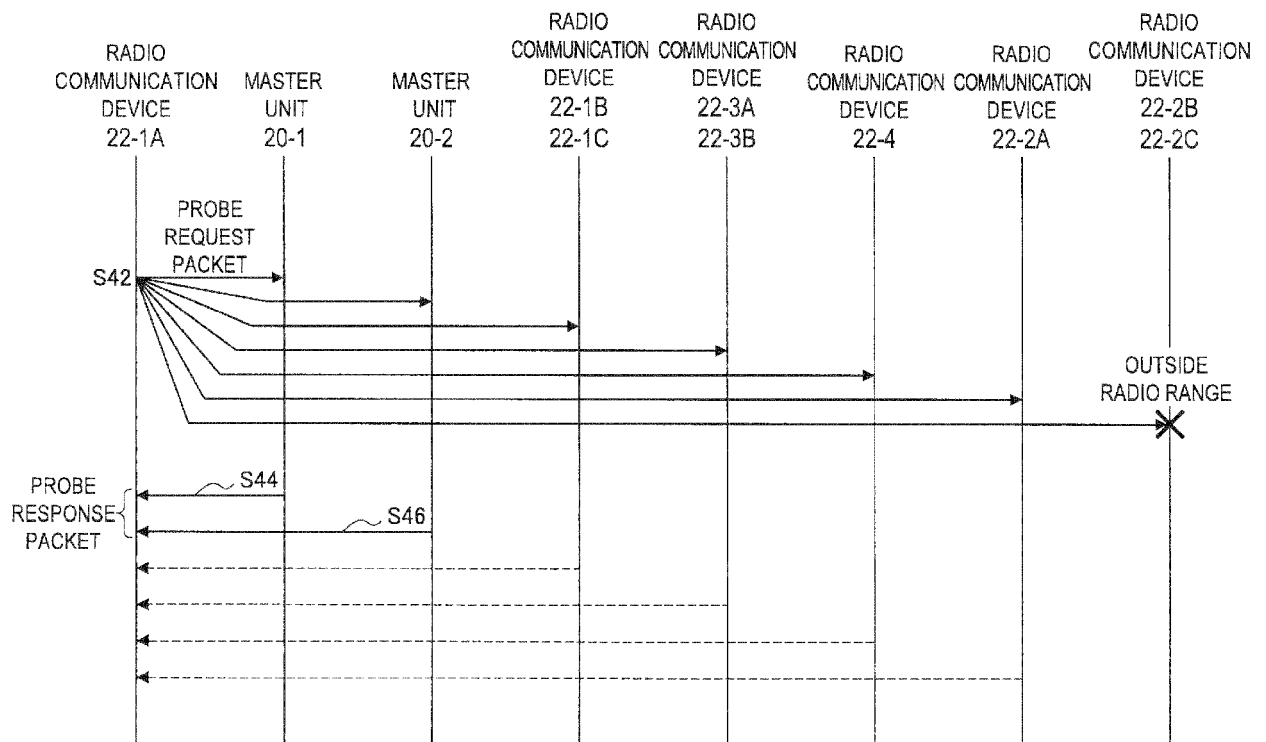 RADIO
COMMUNICATION
DEVICE
22-1A
MASTER
UNIT
20-1
MASTER
UNIT
20-2
RADIO
COMMUNICATION
DEVICE
22-1B
22-1C
RADIO
COMMUNICATION
DEVICE
22-3A
22-3B
RADIO
COMMUNICATION
DEVICE
22-4
RADIO
COMMUNICATION
DEVICE
22-2A
RADIO
COMMUNICATION
DEVICE
22-2B
22-2C
PROBE
REQUEST
PACKET
S42
OUTSIDE
RADIO RANGE
S44
PROBE
RESPONSE
PACKET
S46